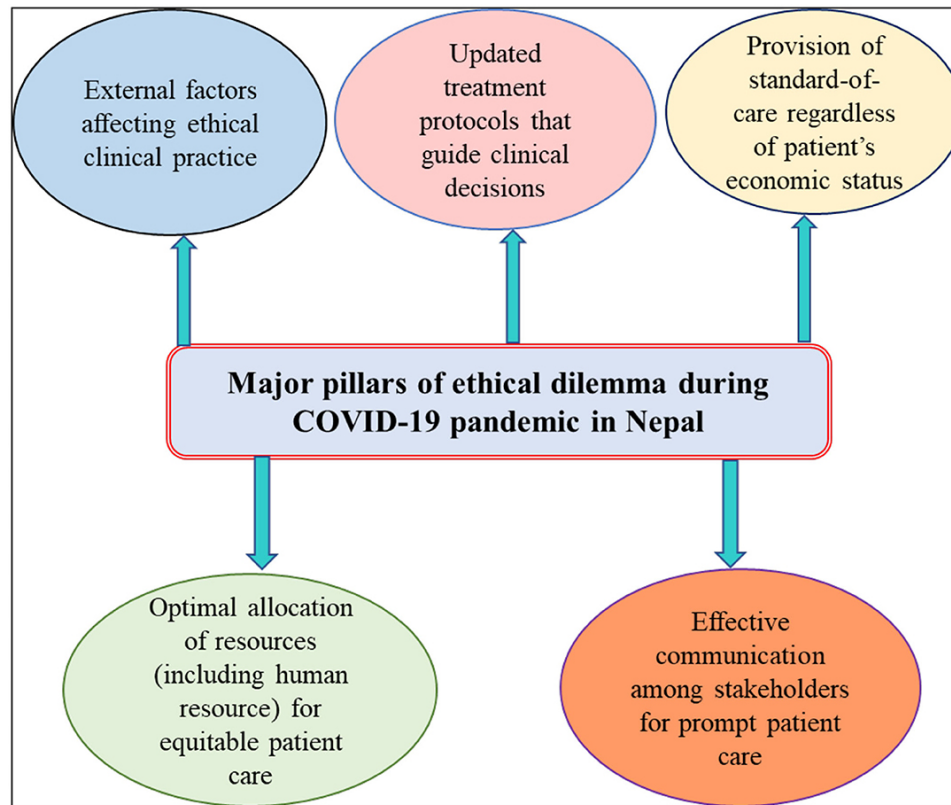 External factors
affecting ethical
clinical practice
Updated
treatment
protocols that
guide clinical
decisions
Provision of
standard-of-
care regardless
of patient's
economic status
Major pillars of ethical dilemma during
COVID-19 pandemic in Nepal
Optimal allocation
of resources
(including human
resource) for
equitable patient
care
Effective
communication
among stakeholders
for prompt patient
care